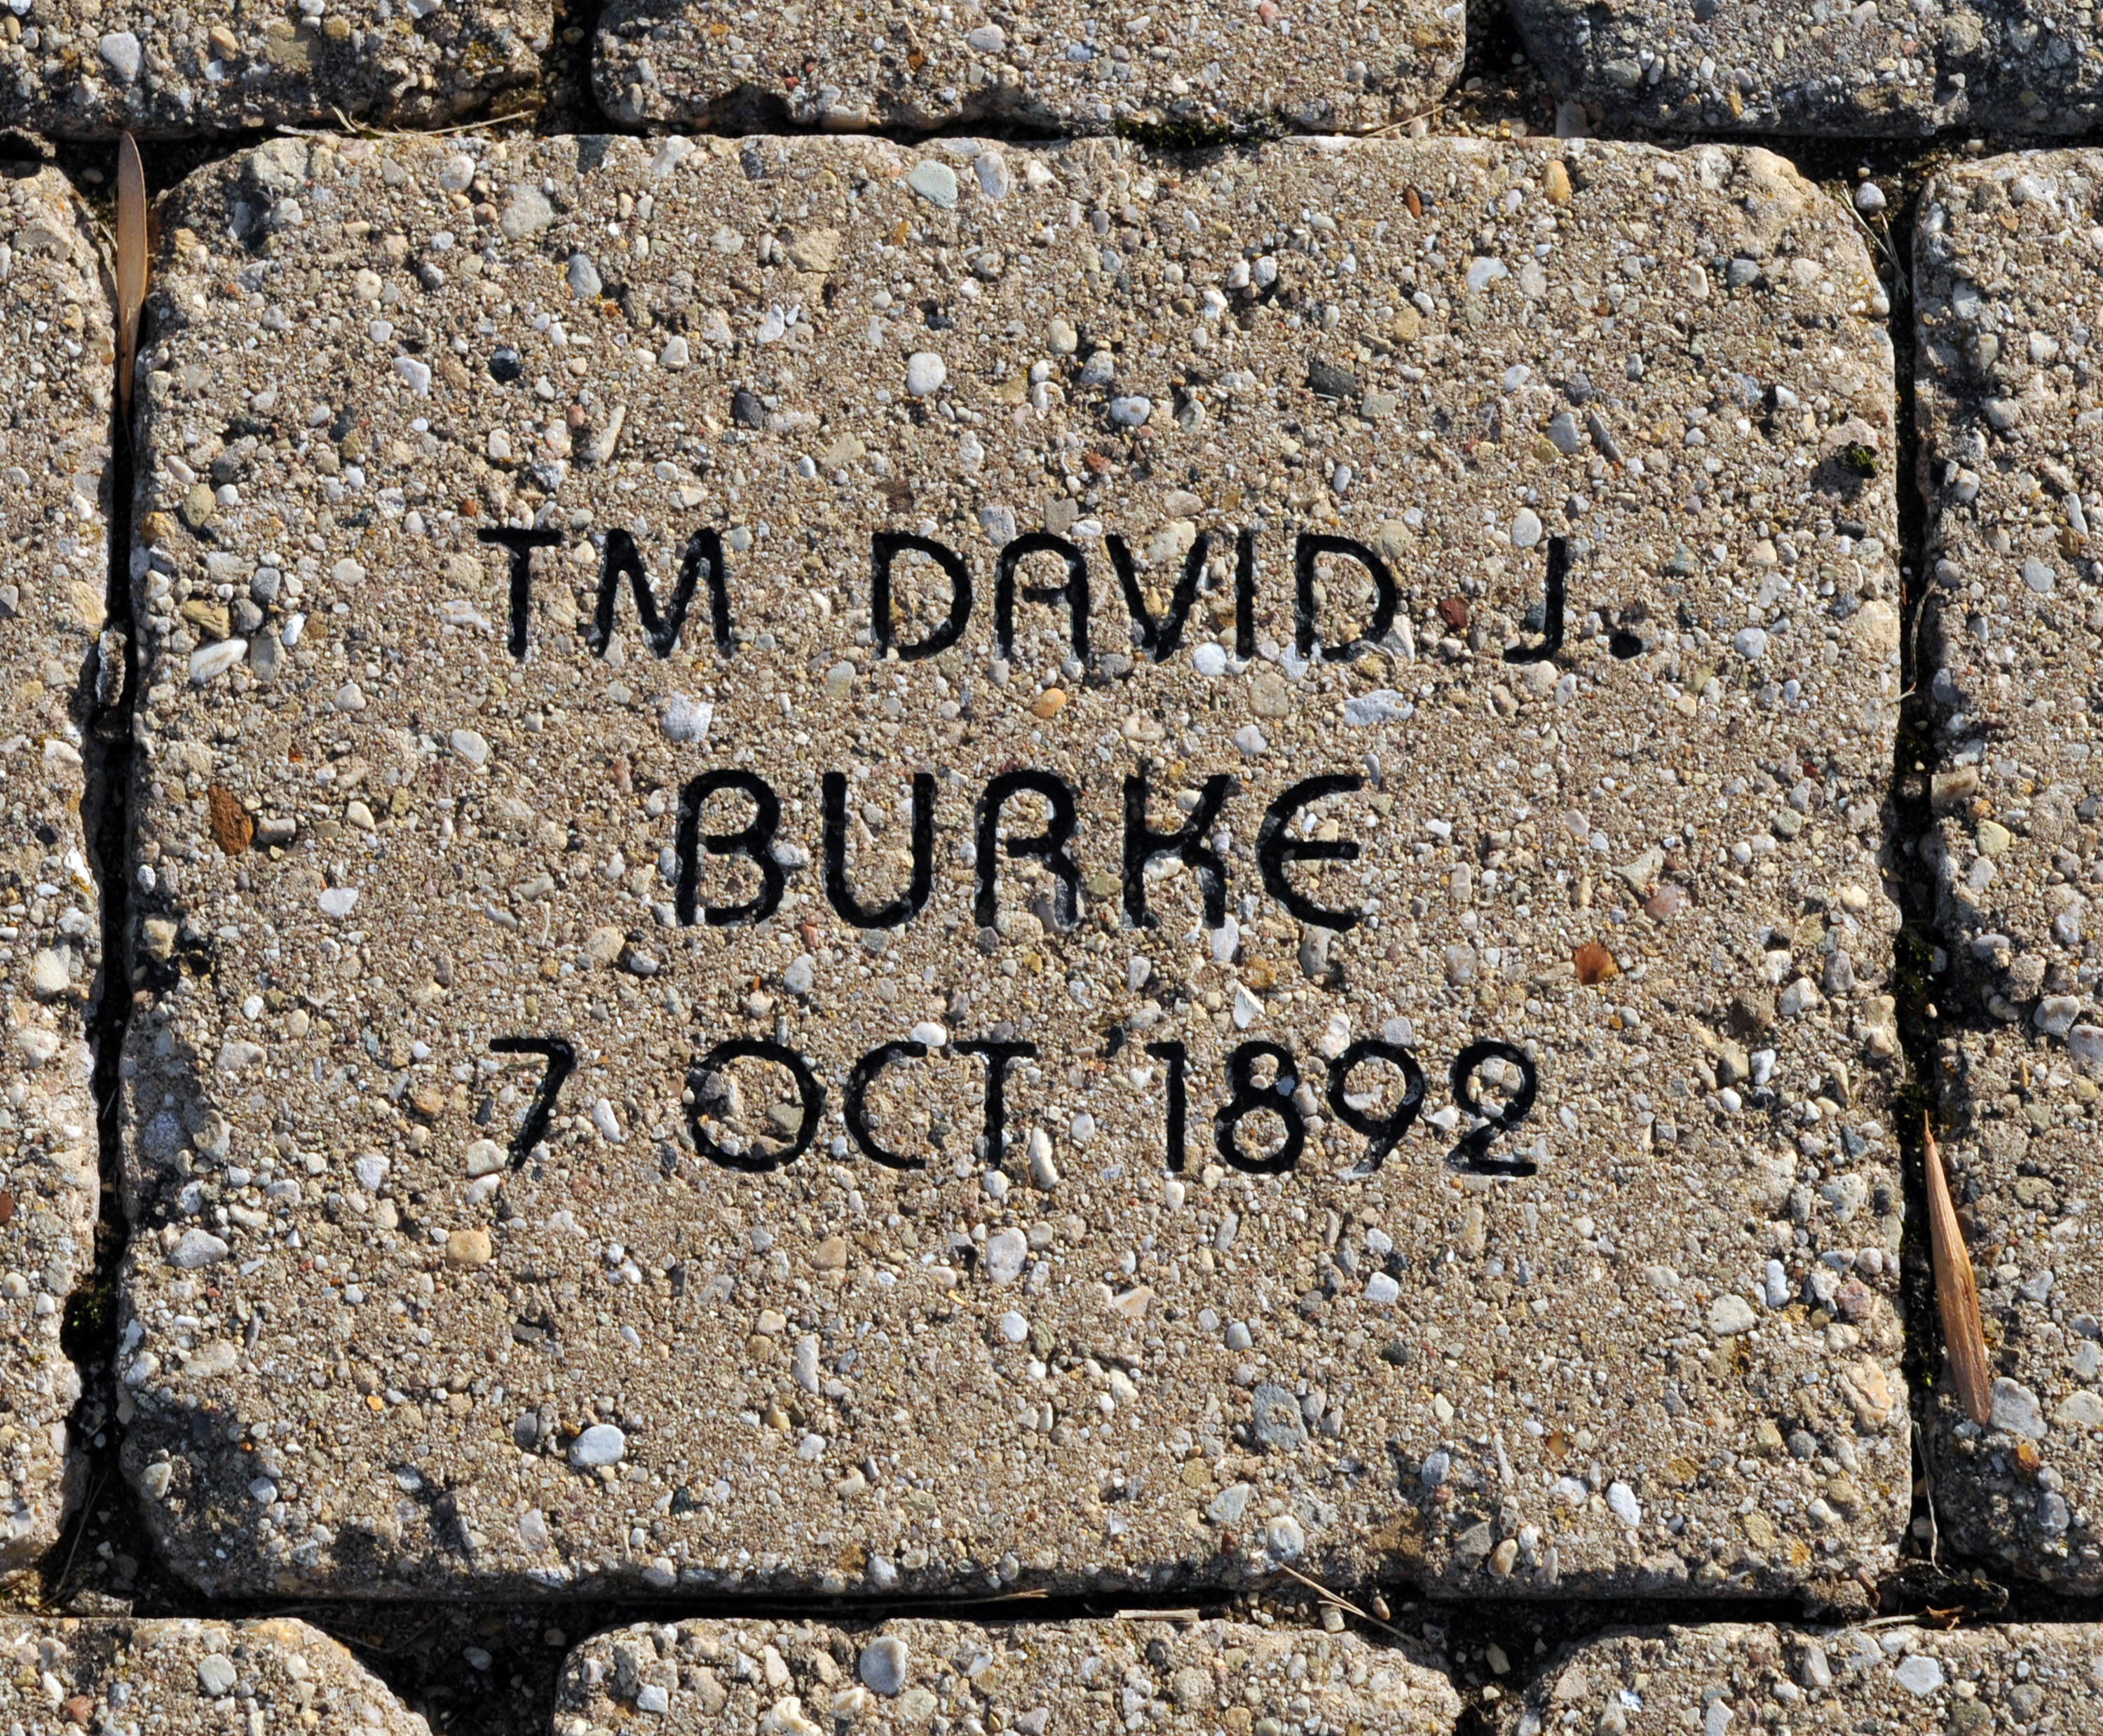 TM DAVID J.
BURKE
7 OCT 1892